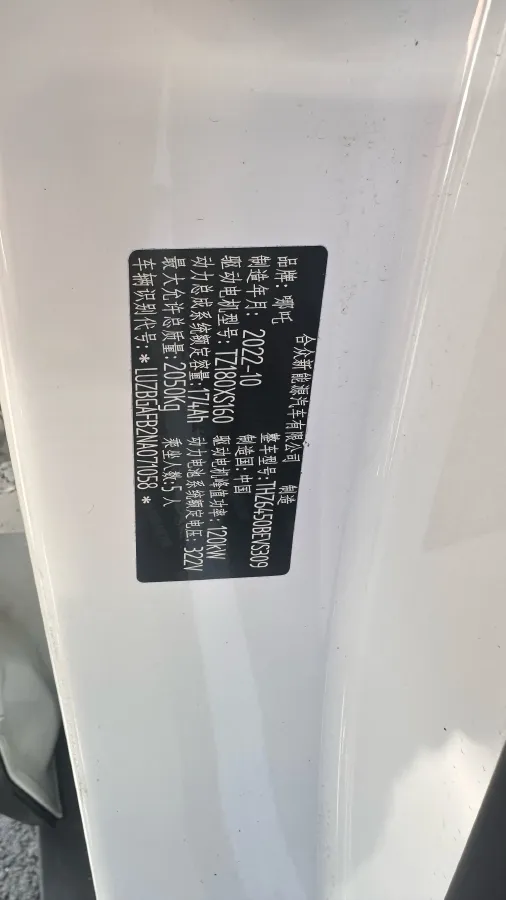 合众新能源汽车有限公司 制造
品牌：哪吒 整车型号：THZ6450BEVS309
制造年月：2022-10 制造国：中国
驱动电机型号：TZ180XS160 驱动电机峰值功率：120kW
动力总成系统额定容量：174Ah 动力电池系统额定电压：322V
最大允许总质量：2050Kg 乘坐人数：5人
车辆识别代号：*LUZBG5AFB2NA071058*